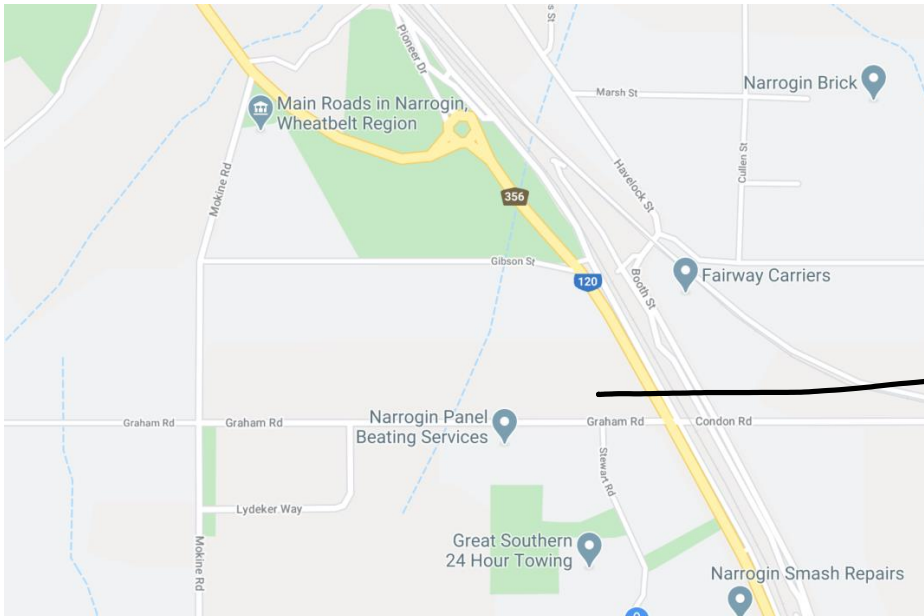 s St
Pioneer Dr
Marsh St
Narrogin Brick
Main Roads in Narrogin,
Wheatbelt Region
Cullen St
Mokine Rd
Havelock St
356
Gibson St
120
Booth St
Fairway Carriers
Narrogin Panel
Beating Services
Graham Rd
Graham Rd
Graham Rd
Condon Rd
Stewart Rd
Lydeker Way
Great Southern
24 Hour Towing
Mokine Rd
Narrogin Smash Repairs